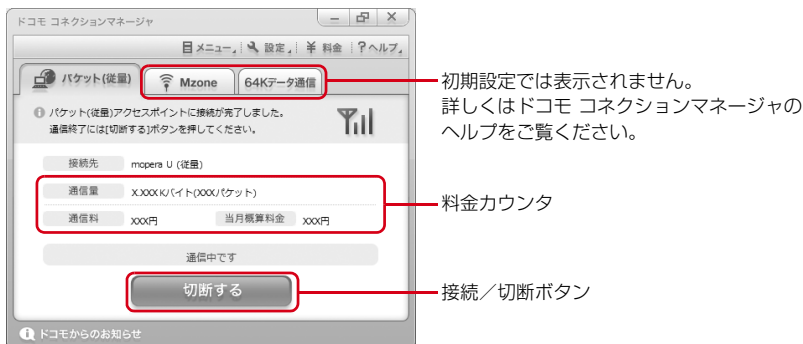 ドコモ コネクションマネージャ
メニュー 設定 ¥ 料金 ?ヘルプ
パケット(従量) Mzone 64Kデータ通信
パケット(従量)アクセスポイントに接続が完了しました。
通信終了には[切断する]ボタンを押してください。
接続先 mopera U (従量)
通信量 X.XXX Kバイト(XXXパケット)
通信料 xxx円 当月概算料金 xxx円
通信中です
切断する
ドコモからのお知らせ
初期設定では表示されません。
詳しくはドコモ コネクションマネージャの
ヘルプをご覧ください。
料金カウンタ
接続／切断ボタン